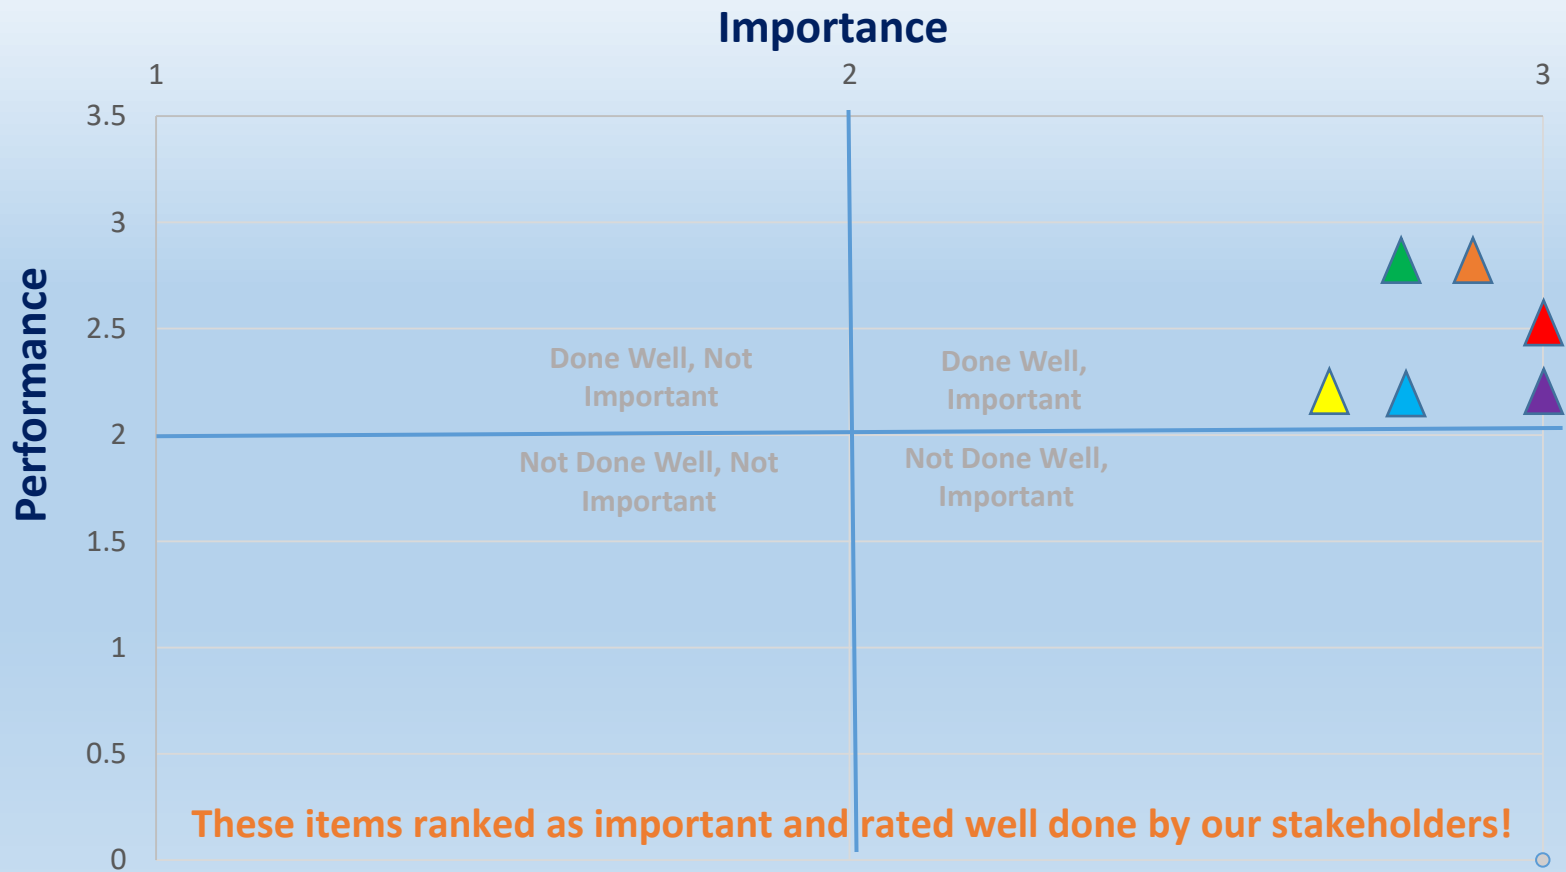 Importance
1 2 3
3.5
3
2.5
2
1.5
1
0.5
0
Performance
Done Well, Not
Important
Done Well,
Important
Not Done Well, Not
Important
Not Done Well,
Important
These items ranked as important and rated well done by our stakeholders!